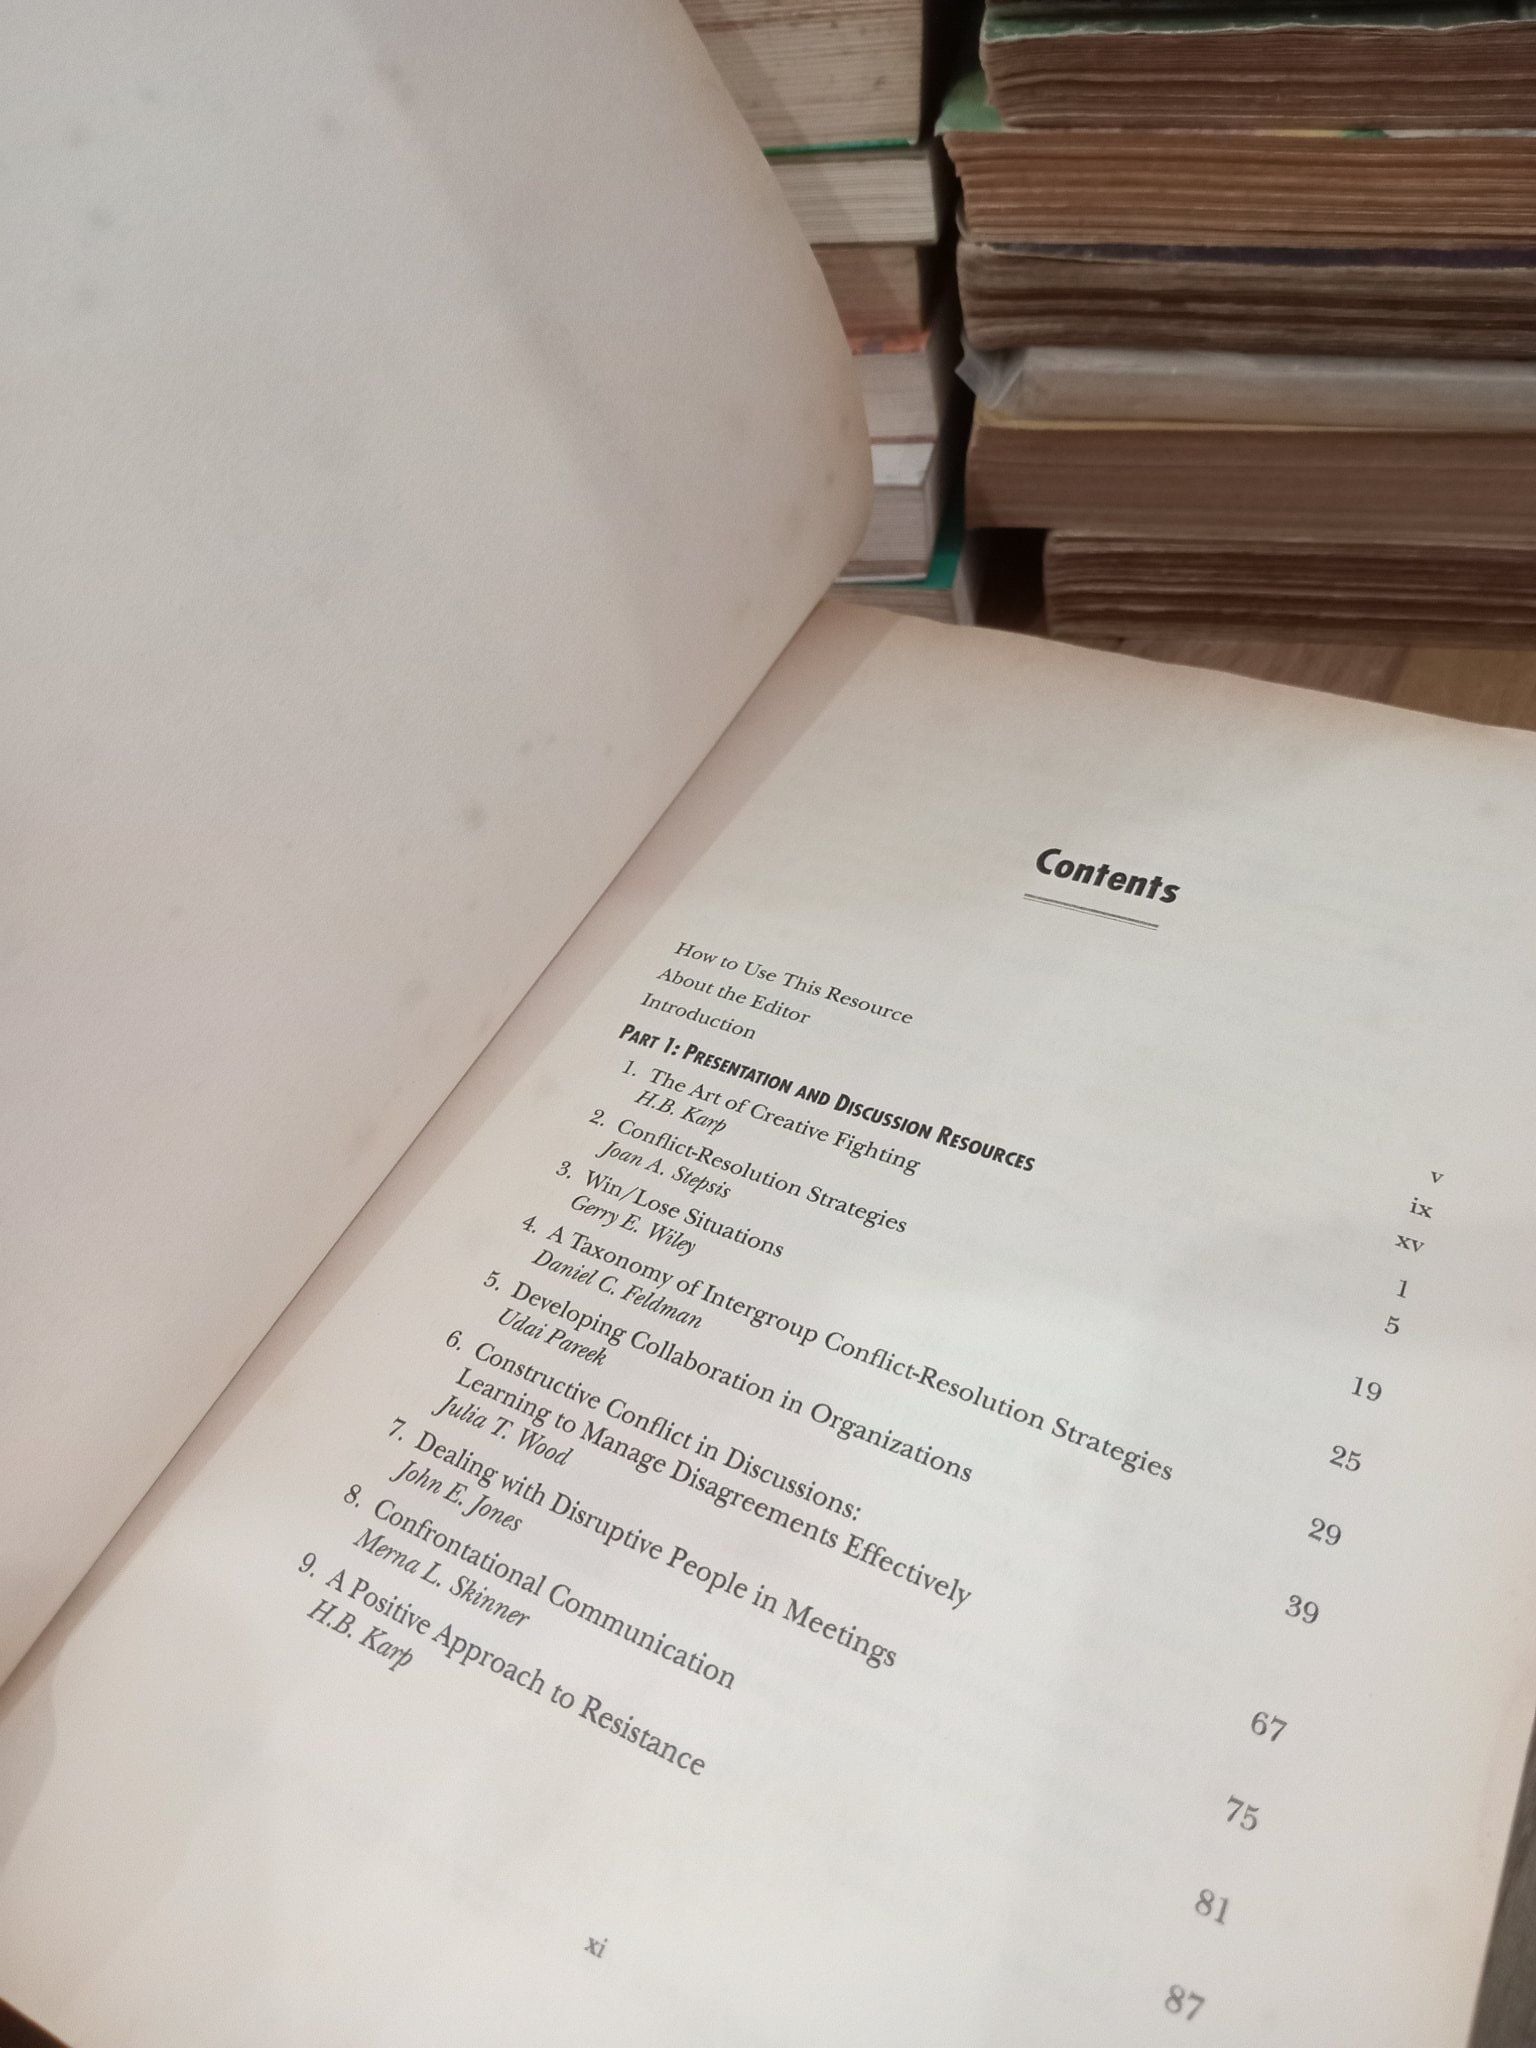 Contents
How to Use This Resource v
About the Editor ix
Introduction xv
PART 1: PRESENTATION AND DISCUSSION RESOURCES 1
1. The Art of Creative Fighting 5
H.B. Karp
2. Conflict-Resolution Strategies 19
Joan A. Stepsis
3. Win/Lose Situations 25
Gerry E. Wiley
4. A Taxonomy of Intergroup Conflict-Resolution Strategies 29
Daniel C. Feldman
5. Developing Collaboration in Organizations 39
Udai Pareek
6. Constructive Conflict in Discussions:
Learning to Manage Disagreements Effectively 67
Julia T. Wood
7. Dealing with Disruptive People in Meetings 75
John E. Jones
8. Confrontational Communication 81
Merna L. Skinner
9. A Positive Approach to Resistance 87
H.B. Karp
xi